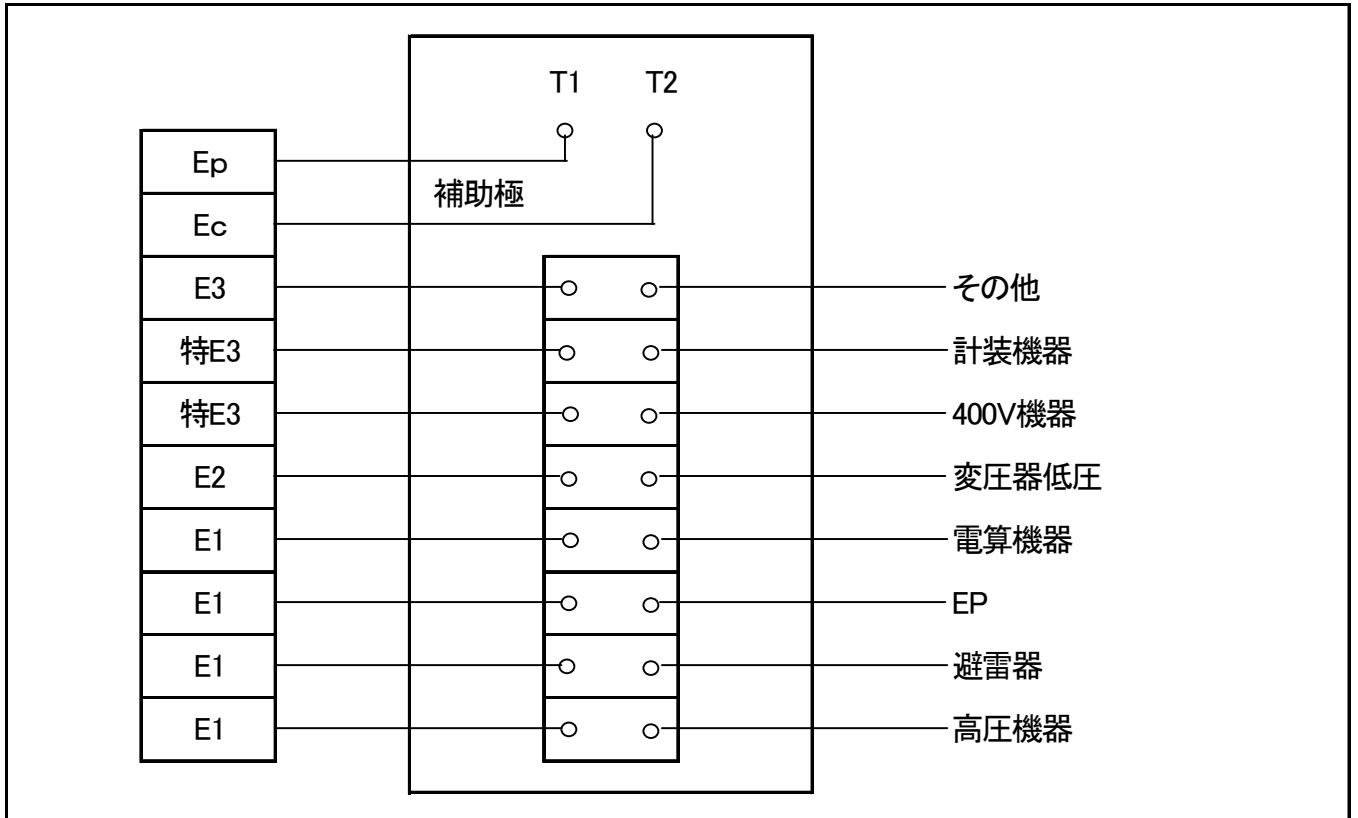 T1 T2
Ep
補助極
Ec
E3 その他
特E3 計装機器
特E3 400V機器
E2 変圧器低圧
E1 電算機器
E1 EP
E1 避雷器
E1 高圧機器